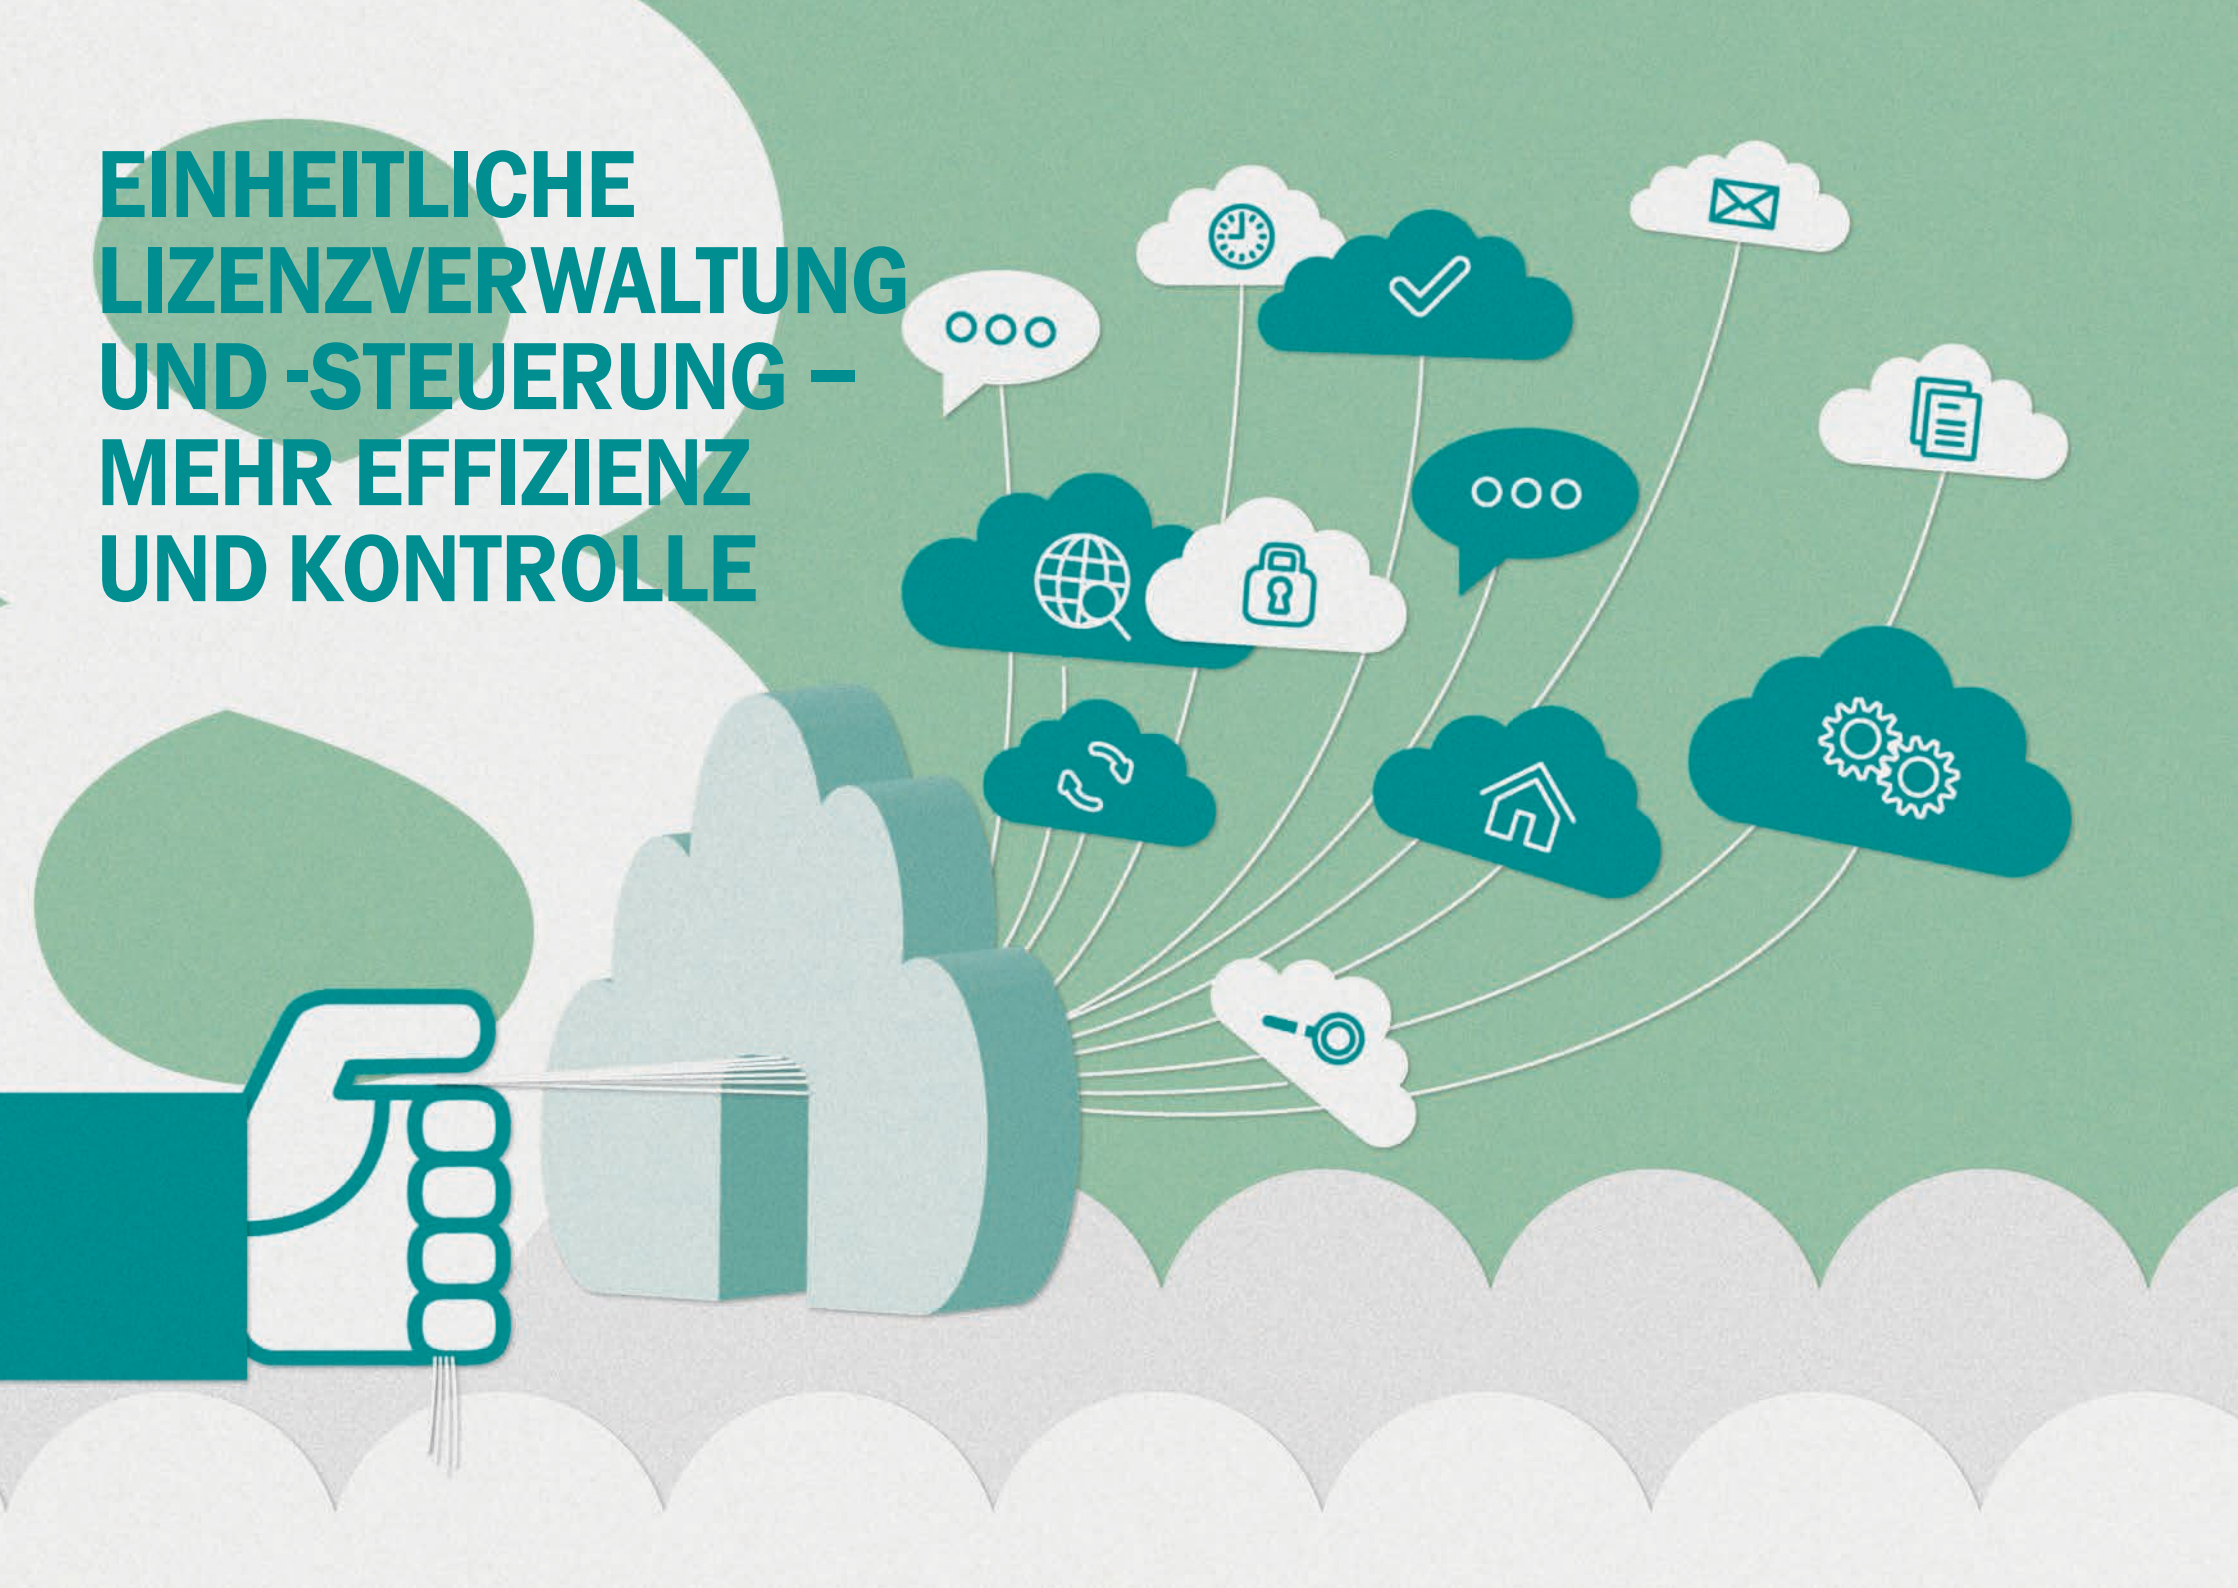 EINHEITLICHE
LIZENZVERWALTUNG
UND -STEUERUNG –
MEHR EFFIZIENZ
UND KONTROLLE